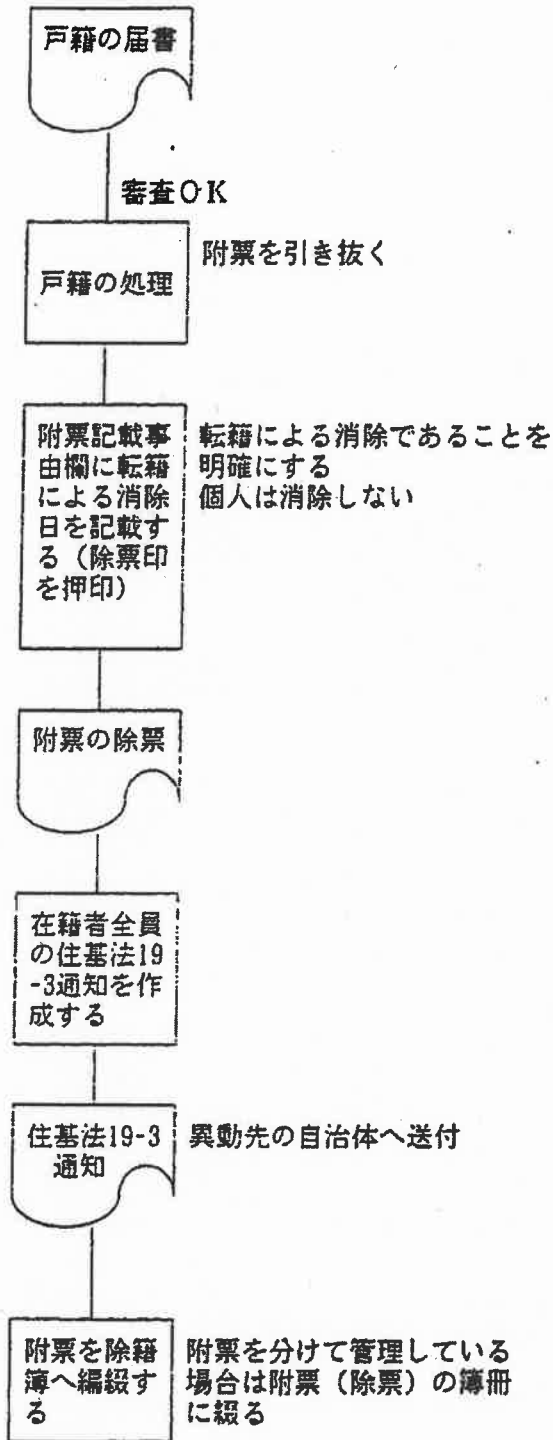 戸籍の届書
審査OK
戸籍の処理
附票を引き抜く
附票記載事
由欄に転籍
による消除
日を記載す
る（除票印
を押印）
転籍による消除であることを
明確にする
個人は消除しない
附票の除票
在籍者全員
の住基法19
-3通知を作
成する
住基法19-3
通知
異動先の自治体へ送付
附票を除籍
簿へ編綴す
る
附票を分けて管理している
場合は附票（除票）の簿冊
に綴る